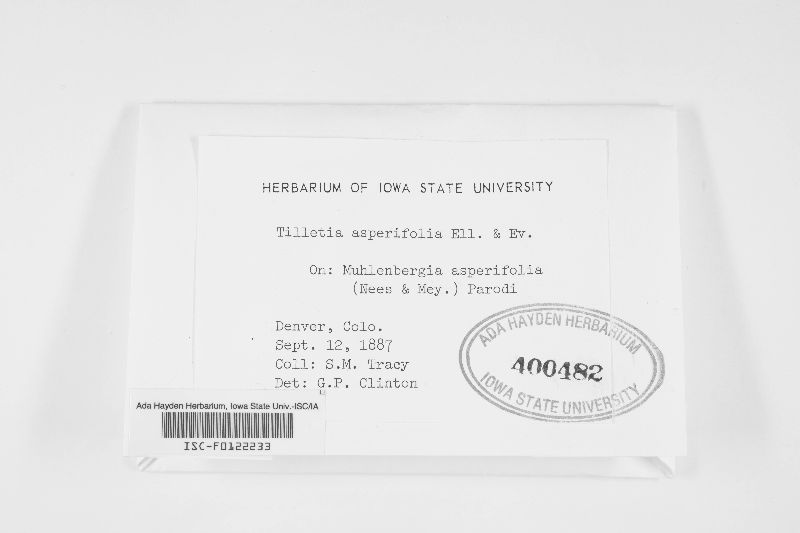 HERBARIUM OF IOWA STATE UNIVERSITY
Tilletia asperifolia Ell. & Ev.
On: Muhlenbergia asperifolia
(Nees & Mey.) Parodi
Denver, Colo.
Sept. 12, 1887
Coll: S.M. Tracy
Det: G.P. Clinton
ADA HAYDEN HERBARIUM
400482
IOWA STATE UNIVERSITY
Ada Hayden Herbarium, Iowa State Univ.-ISC/IA
ISC-F0122233